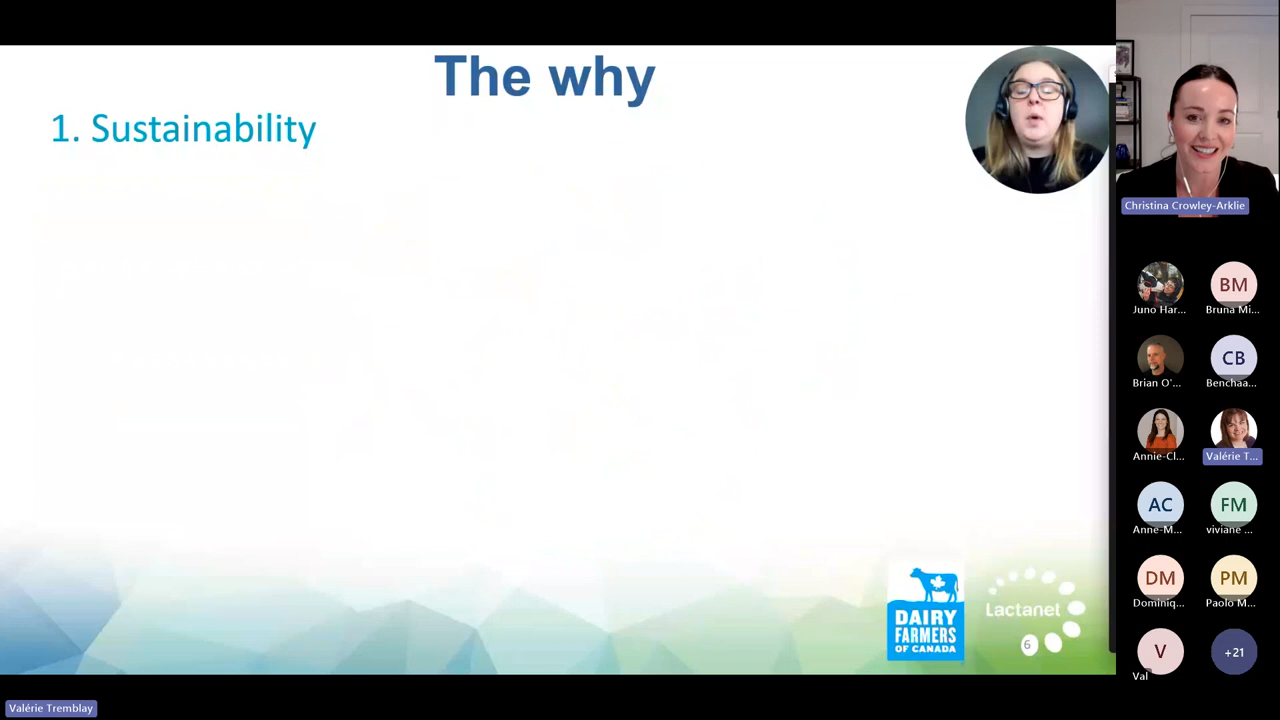 The why
1. Sustainability
DAIRY
FARMERS
OF CANADA
Lactanet
6
Valérie Tremblay
Christina Crowley-Arklie
Juno Har...
BM
Bruna Mi...
Brian O'...
CB
Benchaa...
Annie-Cl...
Valérie T...
AC
Anne-M...
FM
viviane ...
DM
Dominiq...
PM
Paolo M...
V
Val
+21